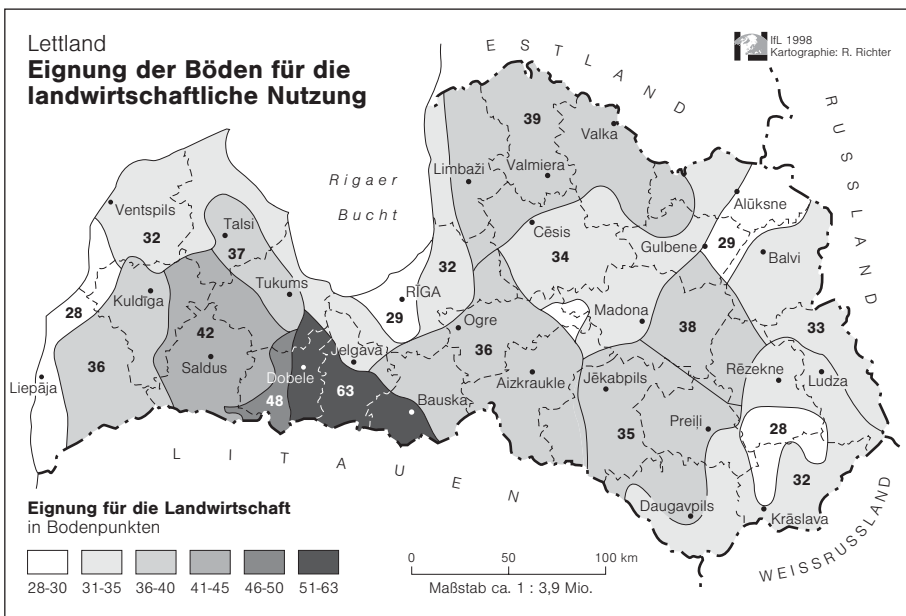 Lettland
Eignung der Böden für die
landwirtschaftliche Nutzung
IfL 1998
Kartographie: R. Richter
ESTLAND
RUSSLAND
39
Valka
Limbaži
Valmiera
Rigaer
Bucht
Alūksne
Ventspils
Talsi
Cēsis
32
37
34
Gulbene
29
Balvi
32
Tukums
RĪGA
Kuldīga
28
29
Ogre
Madona
38
33
42
36
36
Jelgava
Saldus
Dobele
63
Aizkraukle
Jēkabpils
Rēzekne
Ludza
Liepāja
48
Bauska
35
Preiļi
28
LITAUEN
32
Daugavpils
Krāslava
WEISSRUSSLAND
Eignung für die Landwirtschaft
in Bodenpunkten
28-30 31-35 36-40 41-45 46-50 51-63
0 50 100 km
Maßstab ca. 1 : 3,9 Mio.